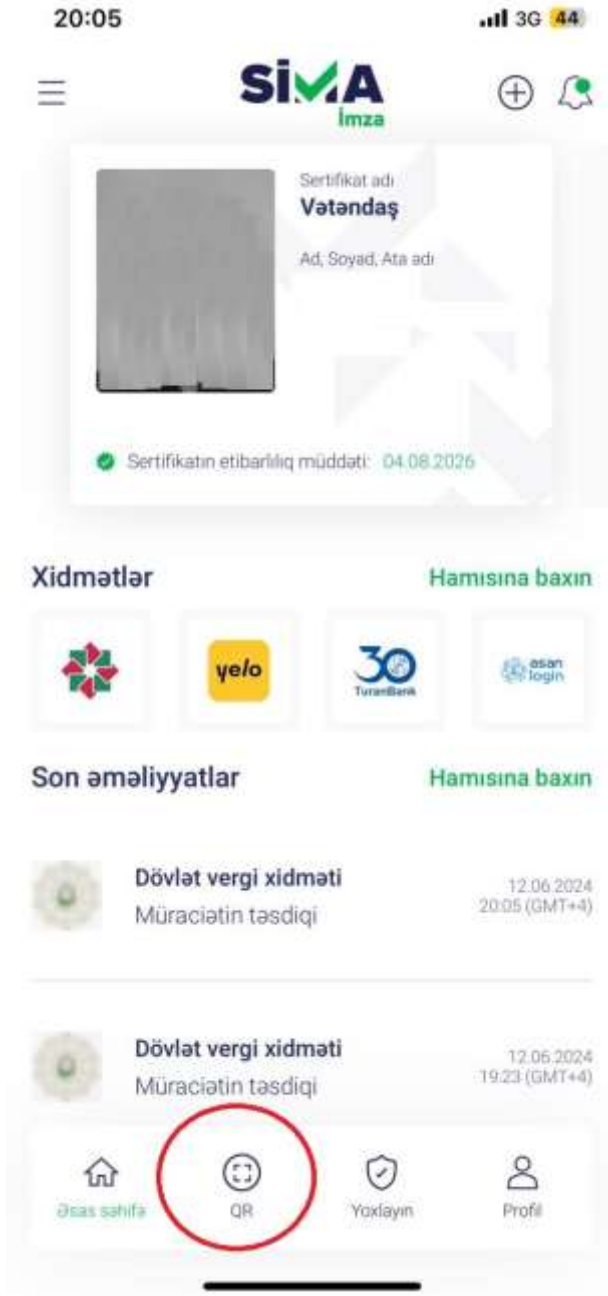 20:05
3G 44
SİMA
İmza
Sertifikat adı
Vətəndaş
Ad, Soyad, Ata adı
Sertifikatın etibarlılıq müddəti: 04.08.2026
Xidmətlər Hamısına baxın
yelo
30
TuranBank
asan
login
Son əməliyyatlar Hamısına baxın
Dövlət vergi xidməti
Müraciətin təsdiqi
12.06.2024
20:05 (GMT+4)
Dövlət vergi xidməti
Müraciətin təsdiqi
12.06.2024
19:23 (GMT+4)
Əsas səhifə QR Yoxlayın Profil